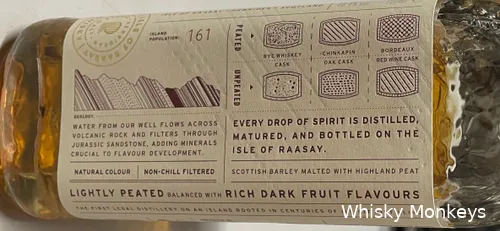 ISLE OF RAASAY
ISLAND
POPULATION: 161
GEOLOGY.
WATER FROM OUR WELL FLOWS ACROSS
VOLCANIC ROCK AND FILTERS THROUGH
JURASSIC SANDSTONE, ADDING MINERALS
CRUCIAL TO FLAVOUR DEVELOPMENT.
NATURAL COLOUR
NON-CHILL FILTERED
PEATED
UNPEATED
RYE WHISKEY
CASK
CHINKAPIN
OAK CASK
BORDEAUX
RED WINE CASK
EVERY DROP OF SPIRIT IS DISTILLED,
MATURED, AND BOTTLED ON THE
ISLE OF RAASAY.
SCOTTISH BARLEY MALTED WITH HIGHLAND PEAT
LIGHTLY PEATED BALANCED WITH RICH DARK FRUIT FLAVOURS
THE FIRST LEGAL DISTILLERY ON AN ISLAND ROOTED IN CENTURIES OF
Whisky Monkeys